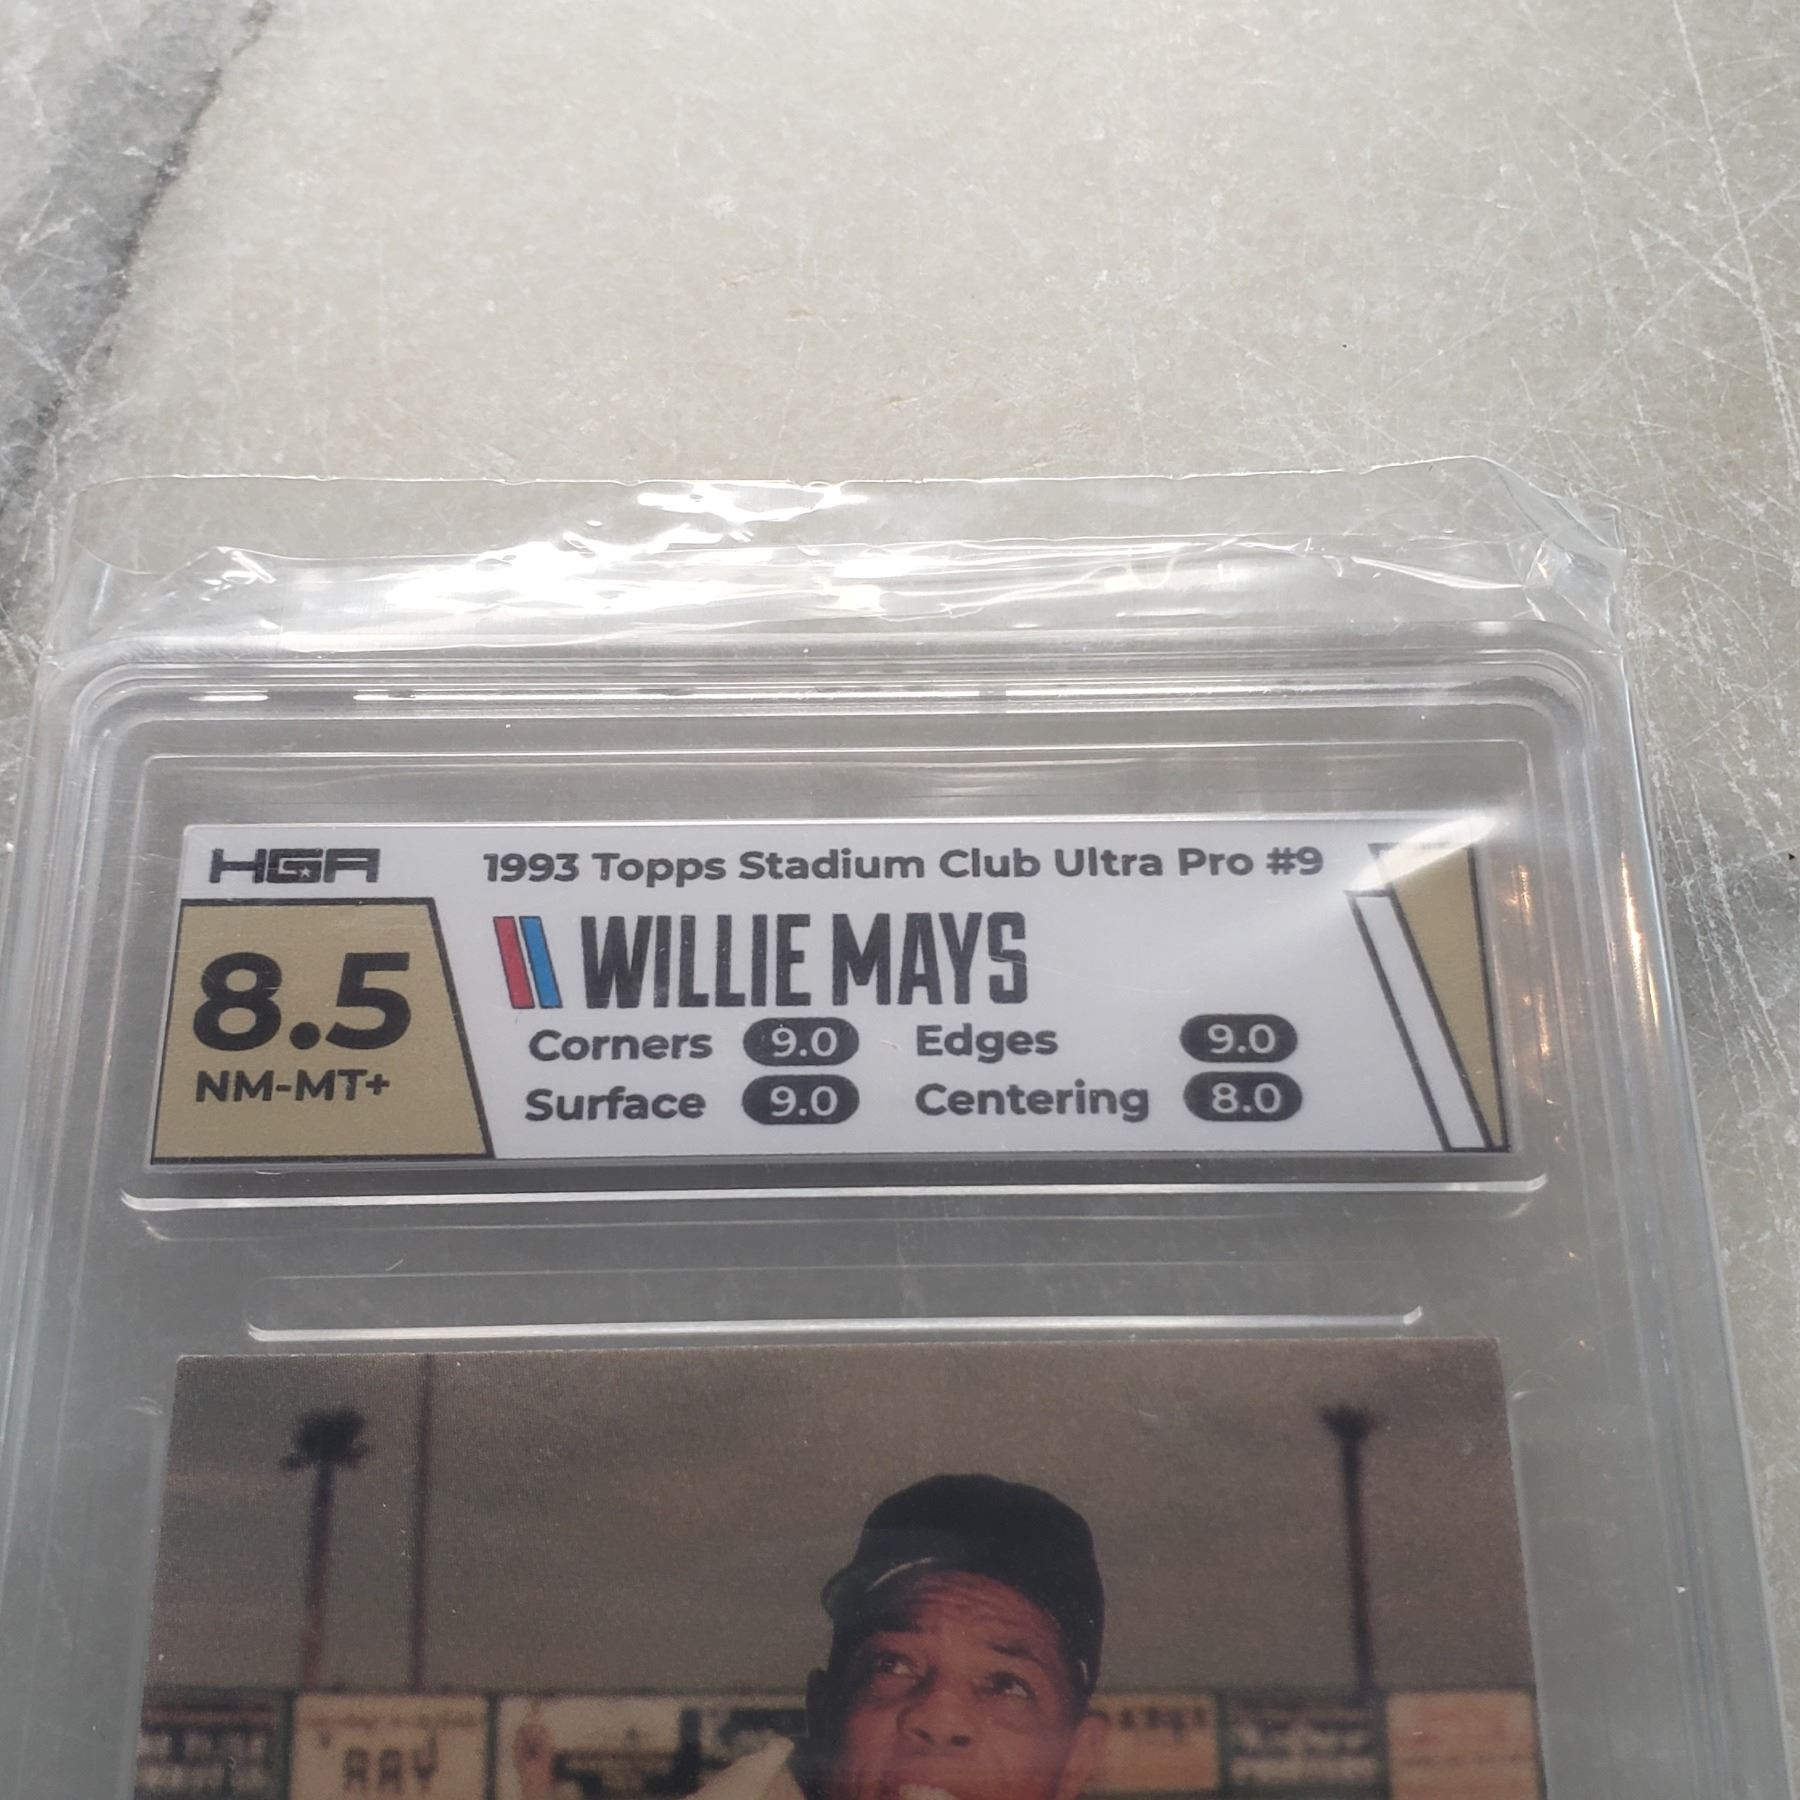 HGA
1993 Topps Stadium Club Ultra Pro #9
8.5
NM-MT+
WILLIE MAYS
Corners 9.0 Edges 9.0
Surface 9.0 Centering 8.0
RAY